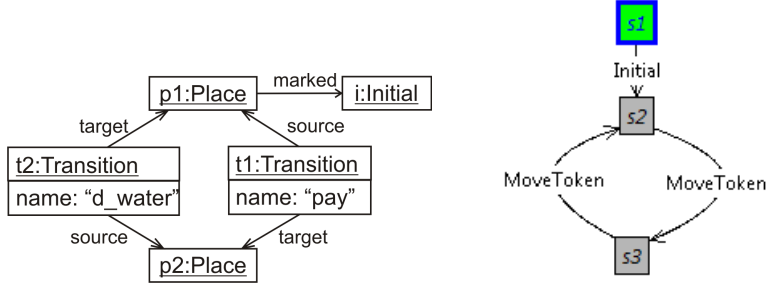 p1:Place
marked
i:Initial
target
source
t2:Transition
name: “d_water”
t1:Transition
name: “pay”
source
target
p2:Place
s1
Initial
s2
MoveToken
MoveToken
s3